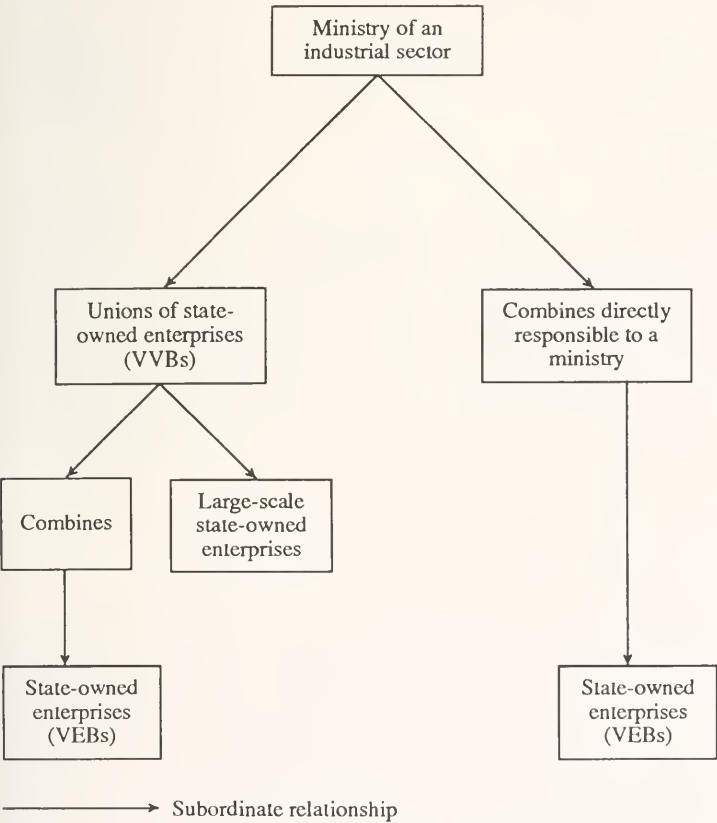 Ministry of an
industrial sector
Unions of state-
owned enterprises
(VVBs)
Combines directly
responsible to a
ministry
Combines
Large-scale
state-owned
enterprises
State-owned
enterprises
(VEBs)
State-owned
enterprises
(VEBs)
Subordinate relationship